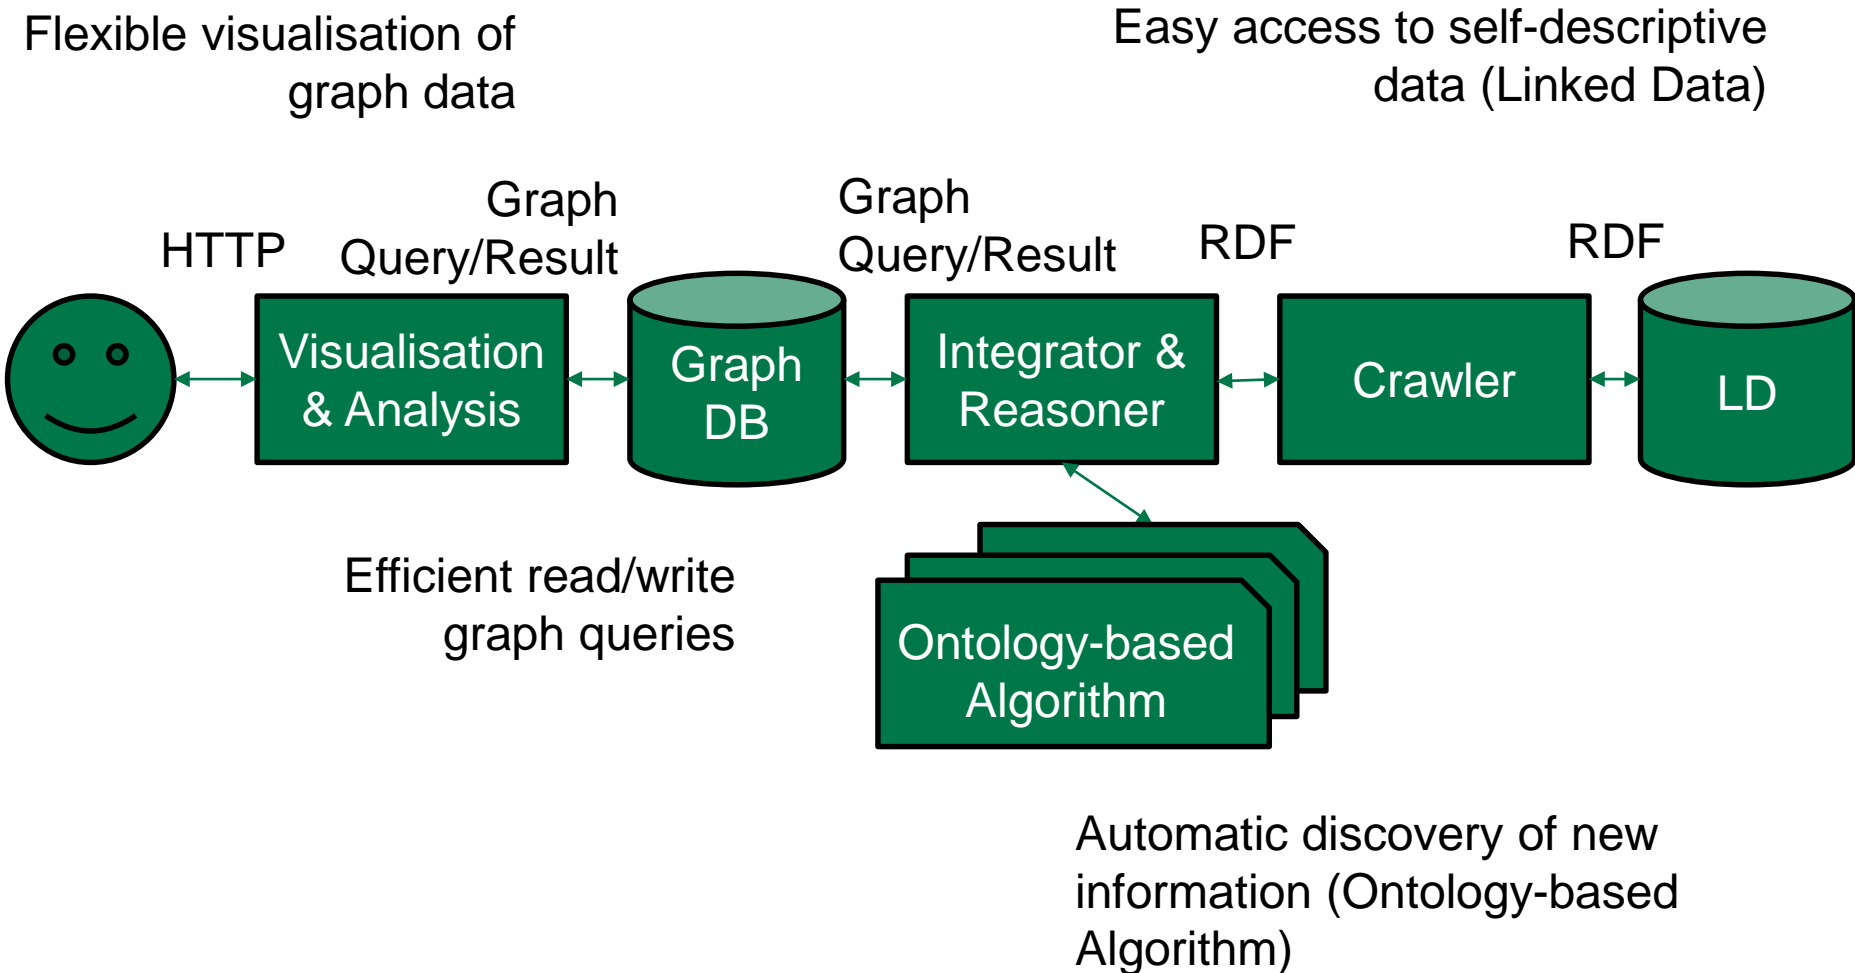 Flexible visualisation of
graph data
Easy access to self-descriptive
data (Linked Data)
HTTP
Graph
Query/Result
Graph
Query/Result
RDF
RDF
Visualisation
& Analysis
Graph
DB
Integrator &
Reasoner
Crawler
LD
Efficient read/write
graph queries
Ontology-based
Algorithm
Automatic discovery of new
information (Ontology-based
Algorithm)